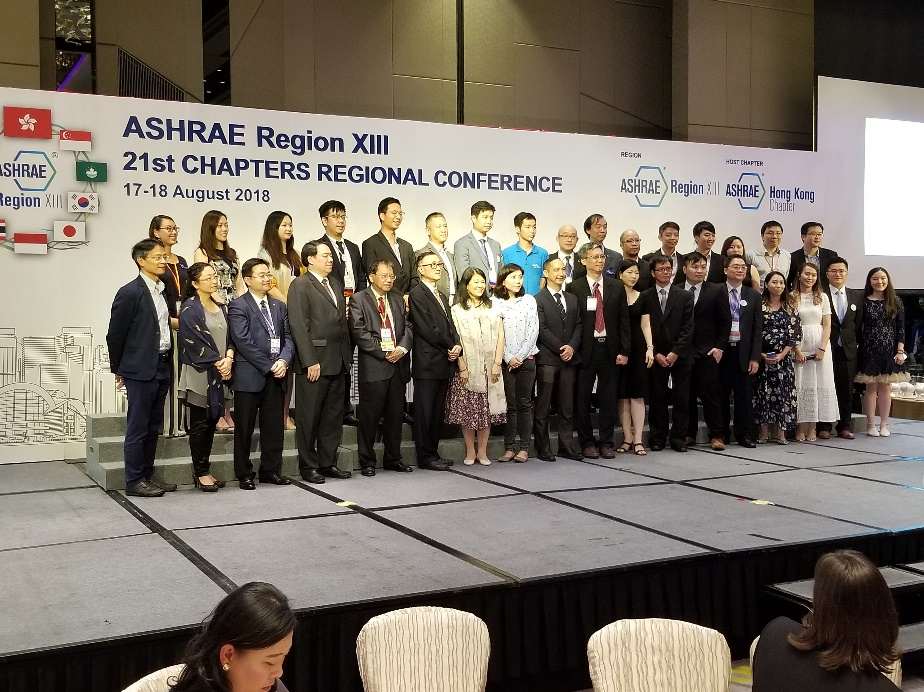 ASHRAE Region XIII
21st CHAPTERS REGIONAL CONFERENCE
17-18 August 2018
ASHRAE
Region XIII
REGION
ASHRAE Region XIII
HOST CHAPTER
ASHRAE Hong Kong
Chapter